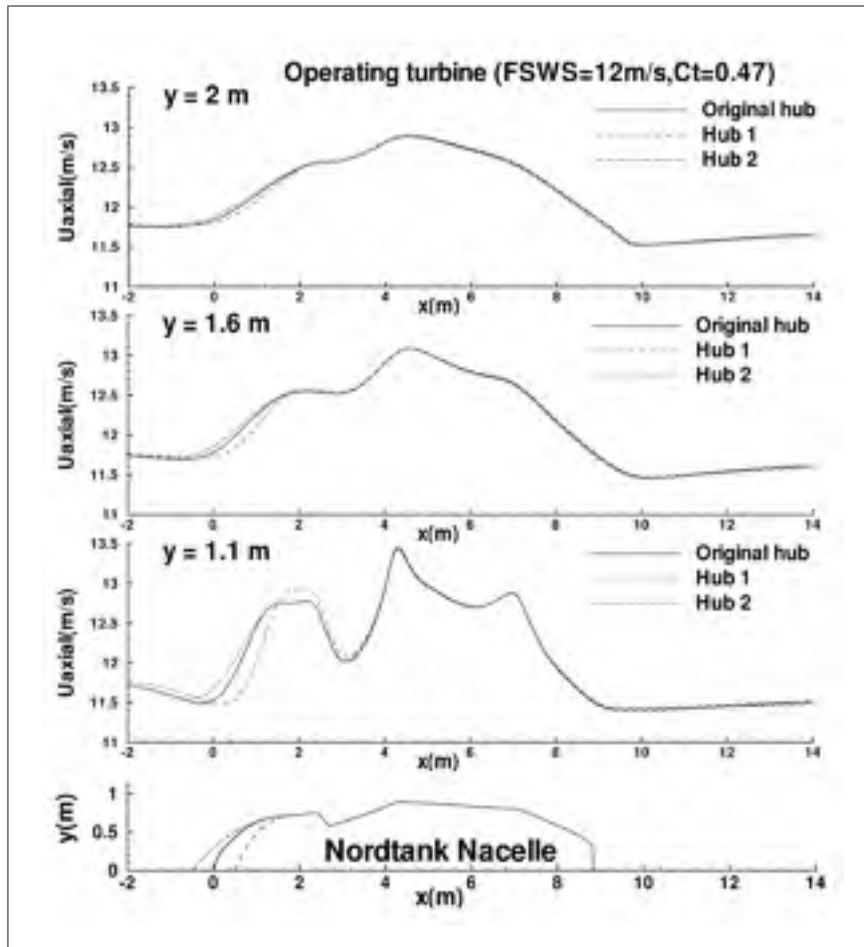 Operating turbine (FSWS=12m/s,Ct=0.47)
y = 2 m
Original hub
Hub 1
Hub 2
Uaxial(m/s)
13.5
13
12.5
12
11.5
11
-2 0 2 4 6 8 10 12 14
x(m)
y = 1.6 m
Original hub
Hub 1
Hub 2
Uaxial(m/s)
13.5
13
12.5
12
11.5
11
-2 0 2 4 6 8 10 12 14
x(m)
y = 1.1 m
Original hub
Hub 1
Hub 2
Uaxial(m/s)
13.5
13
12.5
12
11.5
11
-2 0 2 4 6 8 10 12 14
x(m)
y(m)
1
0.5
0
Nordtank Nacelle
-2 0 2 4 6 8 10 12 14
x(m)